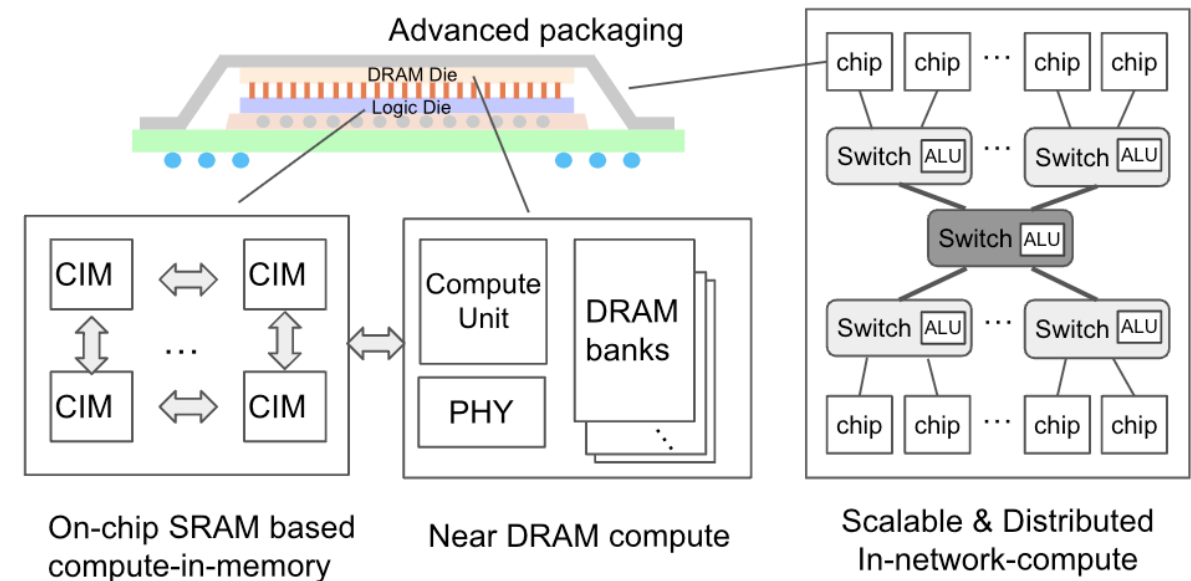 Advanced packaging
DRAM Die
Logic Die
CIM
CIM
...
CIM
CIM
On-chip SRAM based
compute-in-memory
Compute
Unit
PHY
DRAM
banks
...
Near DRAM compute
chip
chip
...
chip
chip
Switch ALU
...
Switch ALU
Switch ALU
Switch ALU
...
Switch ALU
chip
chip
...
chip
chip
Scalable & Distributed
In-network-compute